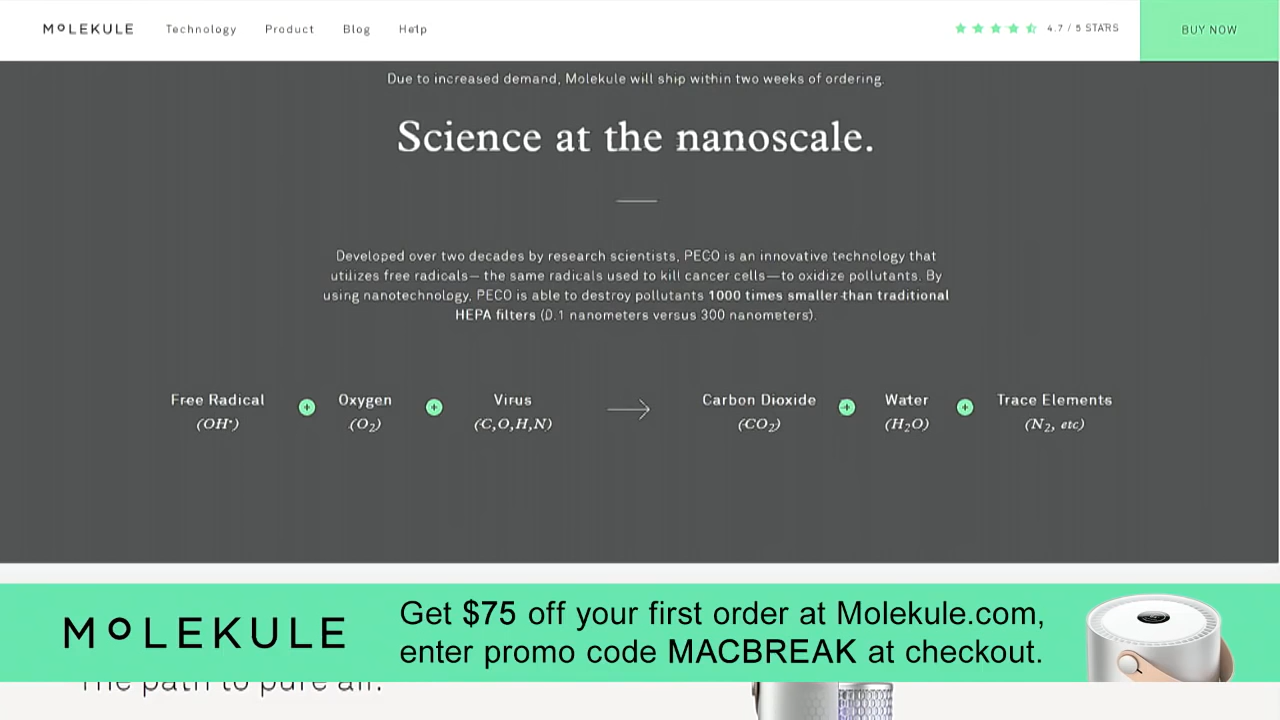 MOLEKULE Technology Product Blog Help 4.7 / 5 STARS BUY NOW
Due to increased demand, Molekule will ship within two weeks of ordering.
Science at the nanoscale.
Developed over two decades by research scientists, PECO is an innovative technology that
utilizes free radicals— the same radicals used to kill cancer cells—to oxidize pollutants. By
using nanotechnology, PECO is able to destroy pollutants 1000 times smaller than traditional
HEPA filters (0.1 nanometers versus 300 nanometers).
Free Radical + Oxygen + Virus → Carbon Dioxide + Water + Trace Elements
(OH•) (O₂) (C,O,H,N) (CO₂) (H₂O) (N₂, etc)
MOLEKULE
Get $75 off your first order at Molekule.com,
enter promo code MACBREAK at checkout.
The path to pure air.